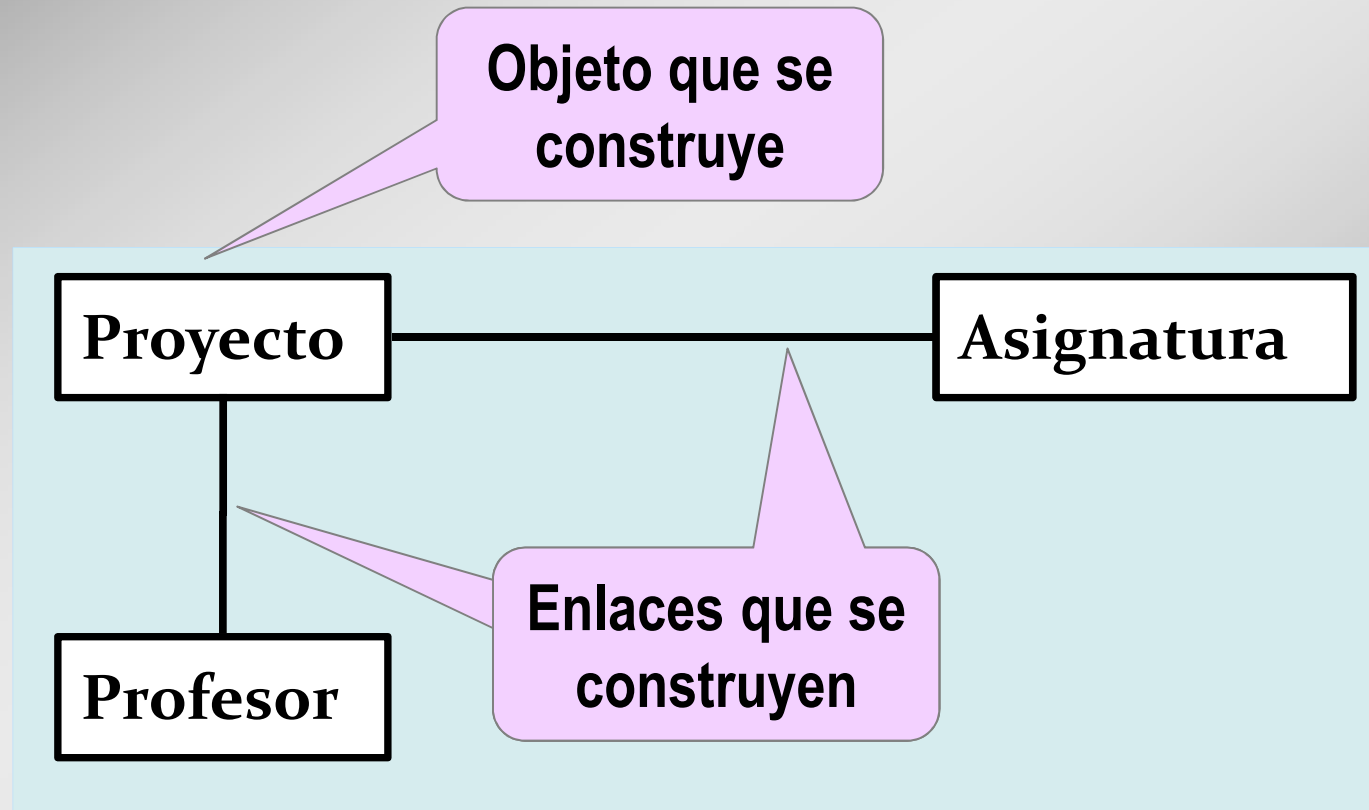 Objeto que se
construye
Proyecto
Asignatura
Enlaces que se
construyen
Profesor